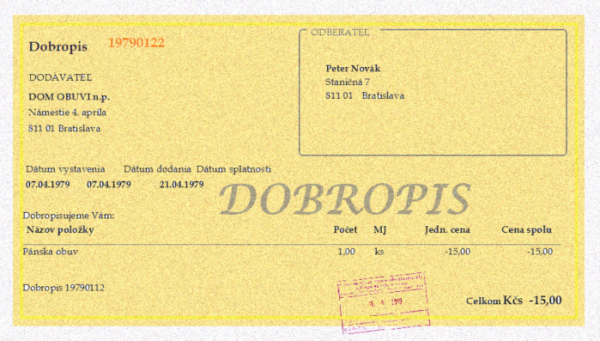 Dobropis 19790122
ODBERATEĽ
DODÁVATEĽ
DOM OBUVI n.p.
Námestie 4. apríla
811 01 Bratislava
Peter Novák
Staničná 7
811 01 Bratislava
Dátum vystavenia Dátum dodania Dátum splatnosti
07.04.1979 07.04.1979 21.04.1979
DOBROPIS
Dobropisujeme Vám:
Názov položky Počet MJ Jedn. cena Cena spolu
Pánska obuv 1,00 ks -15,00 -15,00
Dobropis 19790112
Celkom Kčs -15,00